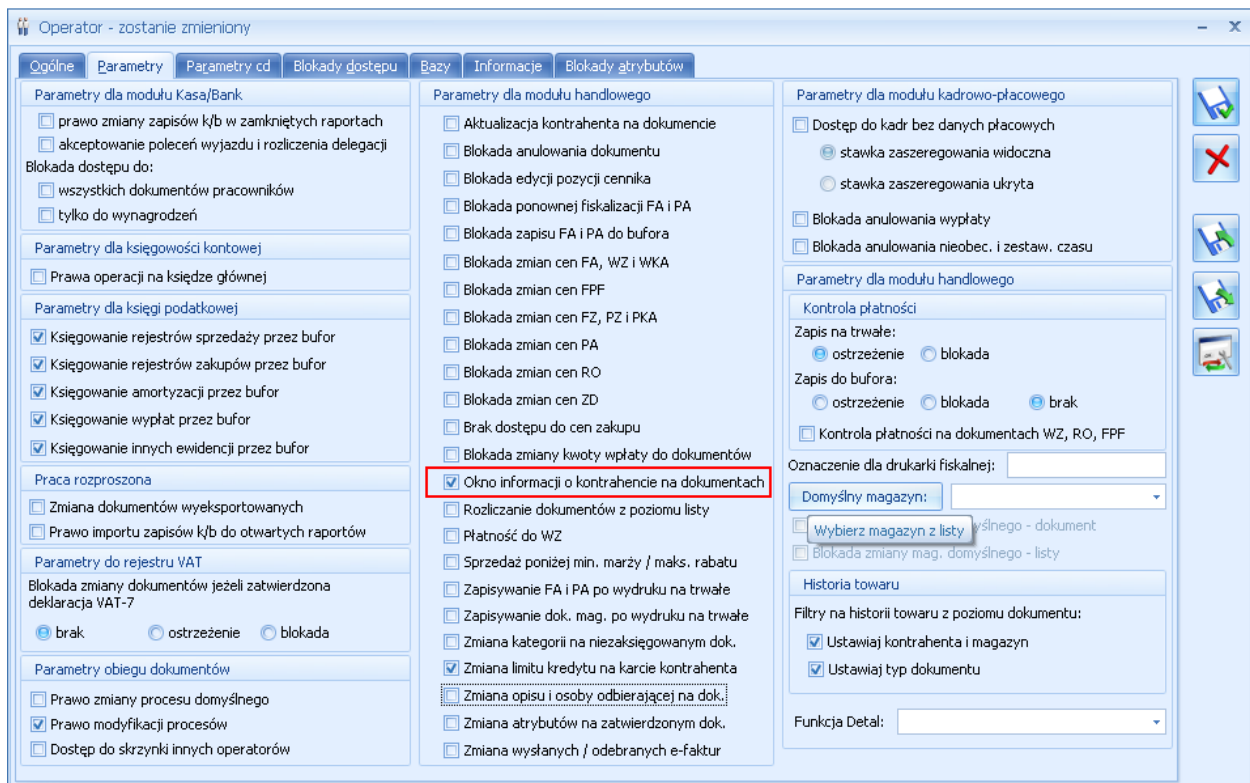 Operator - zostanie zmieniony
Ogólne
Parametry
Parametry cd
Blokady dostępu
Bazy
Informacje
Blokady atrybutów
Parametry dla modułu Kasa/Bank
prawo zmiany zapisów k/b w zamkniętych raportach
akceptowanie poleceń wyjazdu i rozliczenia delegacji
Blokada dostępu do:
wszystkich dokumentów pracowników
tylko do wynagrodzeń
Parametry dla księgowości kontowej
Prawa operacji na księdze głównej
Parametry dla księgi podatkowej
Księgowanie rejestrów sprzedaży przez bufor
Księgowanie rejestrów zakupów przez bufor
Księgowanie amortyzacji przez bufor
Księgowanie wypłat przez bufor
Księgowanie innych ewidencji przez bufor
Praca rozproszona
Zmiana dokumentów wyeksportowanych
Prawo importu zapisów k/b do otwartych raportów
Parametry do rejestru VAT
Blokada zmiany dokumentów jeżeli zatwierdzona
deklaracja VAT-7
brak
ostrzeżenie
blokada
Parametry obiegu dokumentów
Prawo zmiany procesu domyślnego
Prawo modyfikacji procesów
Dostęp do skrzynki innych operatorów
Parametry dla modułu handlowego
Aktualizacja kontrahenta na dokumencie
Blokada anulowania dokumentu
Blokada edycji pozycji cennika
Blokada ponownej fiskalizacji FA i PA
Blokada zapisu FA i PA do bufora
Blokada zmian cen FA, WZ i WKA
Blokada zmian cen FPF
Blokada zmian cen FZ, PZ i PKA
Blokada zmian cen PA
Blokada zmian cen RO
Blokada zmian cen ZD
Brak dostępu do cen zakupu
Blokada zmiany kwoty wpłaty do dokumentów
Okno informacji o kontrahencie na dokumentach
Rozliczanie dokumentów z poziomu listy
Płatność do WZ
Sprzedaż poniżej min. marży / maks. rabatu
Zapisywanie FA i PA po wydruku na trwałe
Zapisywanie dok. mag. po wydruku na trwałe
Zmiana kategorii na niezaksięgowanym dok.
Zmiana limitu kredytu na karcie kontrahenta
Zmiana opisu i osoby odbierającej na dok.
Zmiana atrybutów na zatwierdzonym dok.
Zmiana wysłanych / odebranych e-faktur
Parametry dla modułu kadrowo-płacowego
Dostęp do kadr bez danych płacowych
stawka zaszeregowania widoczna
stawka zaszeregowania ukryta
Blokada anulowania wypłaty
Blokada anulowania nieobec. i zestaw. czasu
Parametry dla modułu handlowego
Kontrola płatności
Zapis na trwałe:
ostrzeżenie
blokada
Zapis do bufora:
ostrzeżenie
blokada
brak
Kontrola płatności na dokumentach WZ, RO, FPF
Oznaczenie dla drukarki fiskalnej:
Domyślny magazyn:
Wybierz magazyn z listy
yślnego - dokument
Blokada zmiany mag. domyślnego - listy
Historia towaru
Filtry na historii towaru z poziomu dokumentu:
Ustawiaj kontrahenta i magazyn
Ustawiaj typ dokumentu
Funkcja Detal: